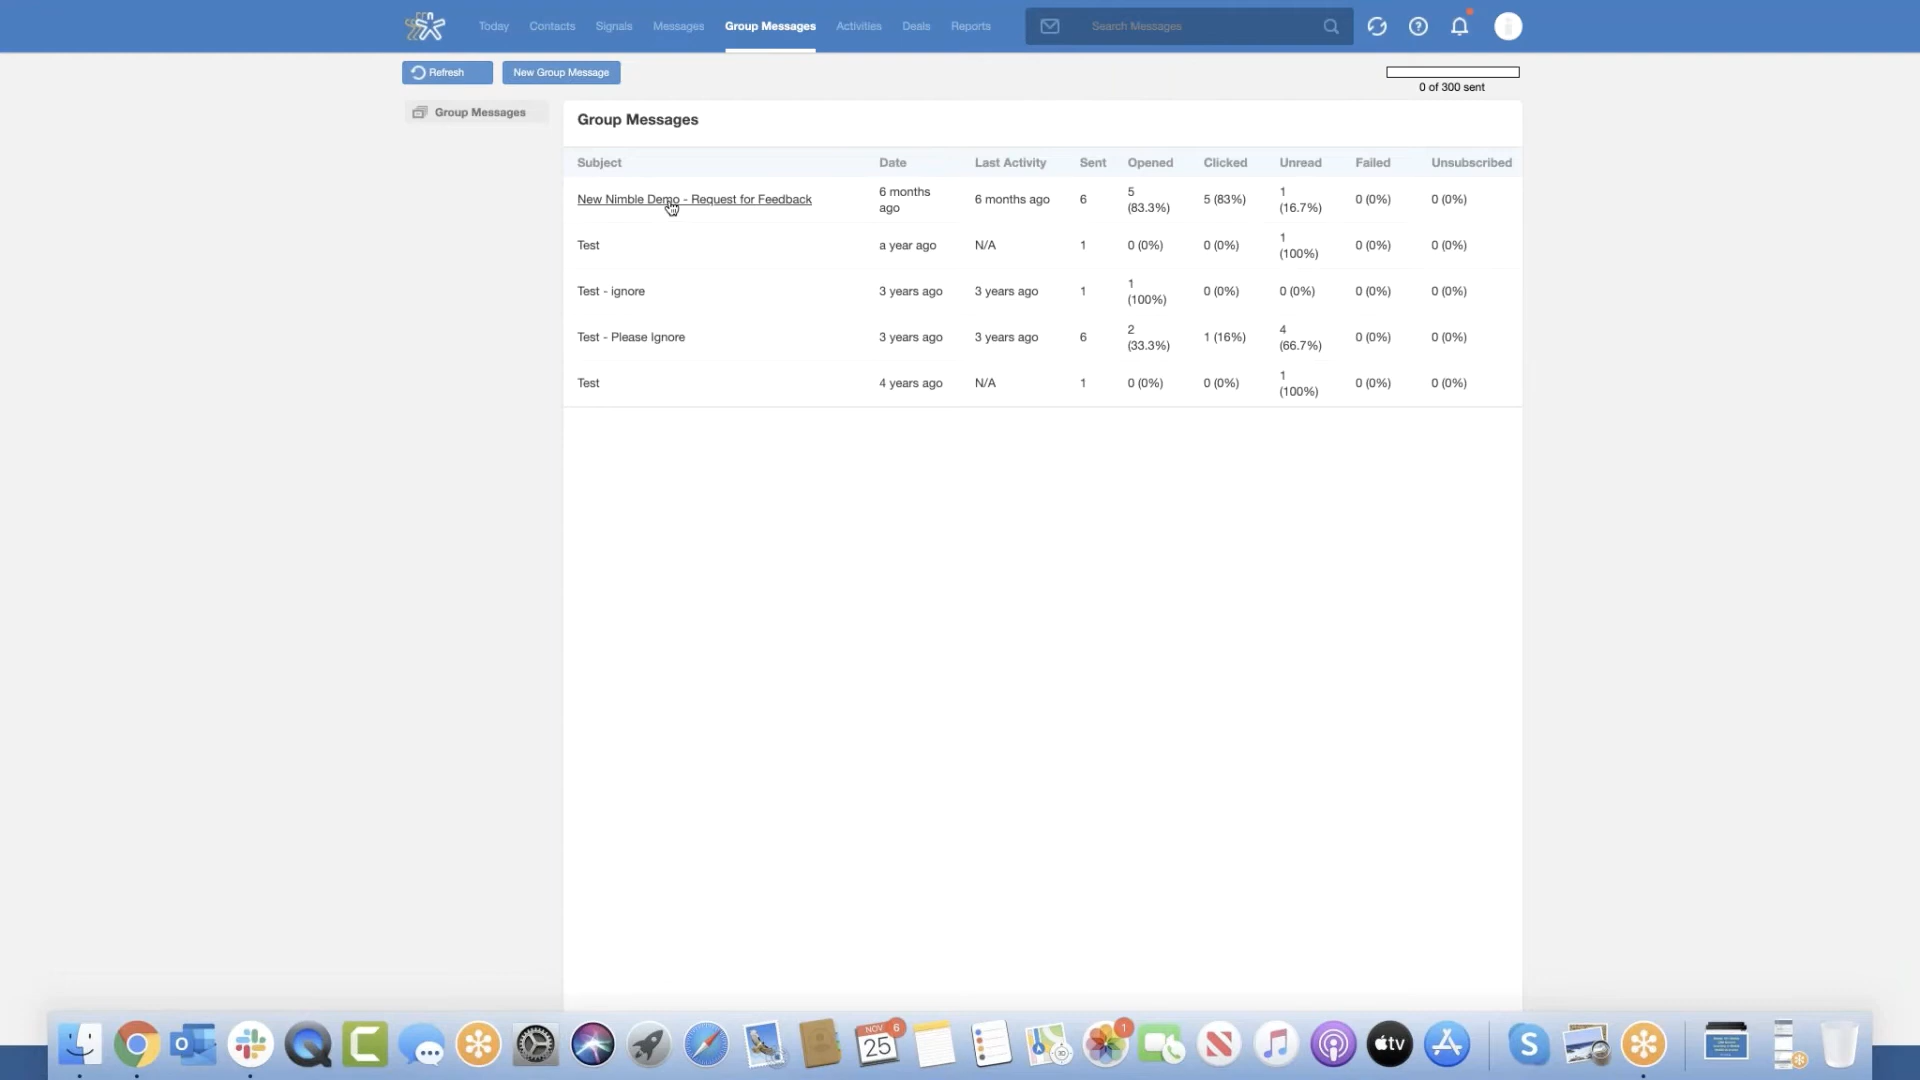 Today Contacts Signals Messages Group Messages Activities Deals Reports Search Messages
Refresh New Group Message
0 of 300 sent
Group Messages
Group Messages
Subject Date Last Activity Sent Opened Clicked Unread Failed Unsubscribed
New Nimble Demo - Request for Feedback 6 months ago 6 months ago 6 5 (83.3%) 5 (83%) 1 (16.7%) 0 (0%) 0 (0%)
Test a year ago N/A 1 0 (0%) 0 (0%) 1 (100%) 0 (0%) 0 (0%)
Test - ignore 3 years ago 3 years ago 1 1 (100%) 0 (0%) 0 (0%) 0 (0%) 0 (0%)
Test - Please Ignore 3 years ago 3 years ago 6 2 (33.3%) 1 (16%) 4 (66.7%) 0 (0%) 0 (0%)
Test 4 years ago N/A 1 0 (0%) 0 (0%) 1 (100%) 0 (0%) 0 (0%)
NOV 6
25
1
tv